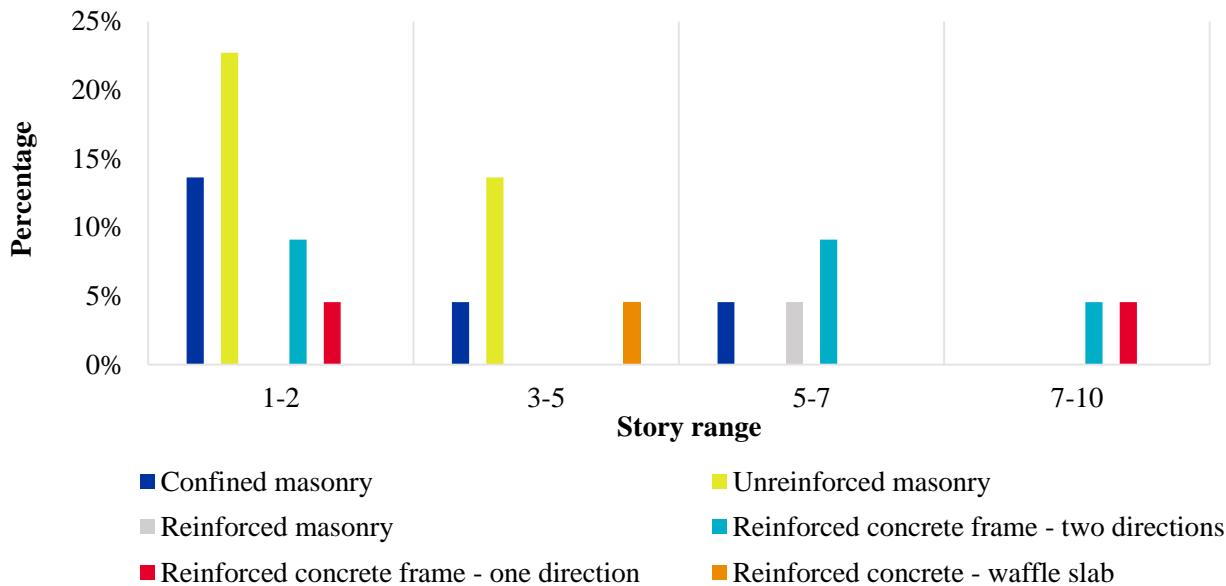 25%
20%
15%
10%
5%
0%
Percentage
1-2
3-5
5-7
7-10
Story range
Confined masonry
Unreinforced masonry
Reinforced masonry
Reinforced concrete frame - two directions
Reinforced concrete frame - one direction
Reinforced concrete - waffle slab